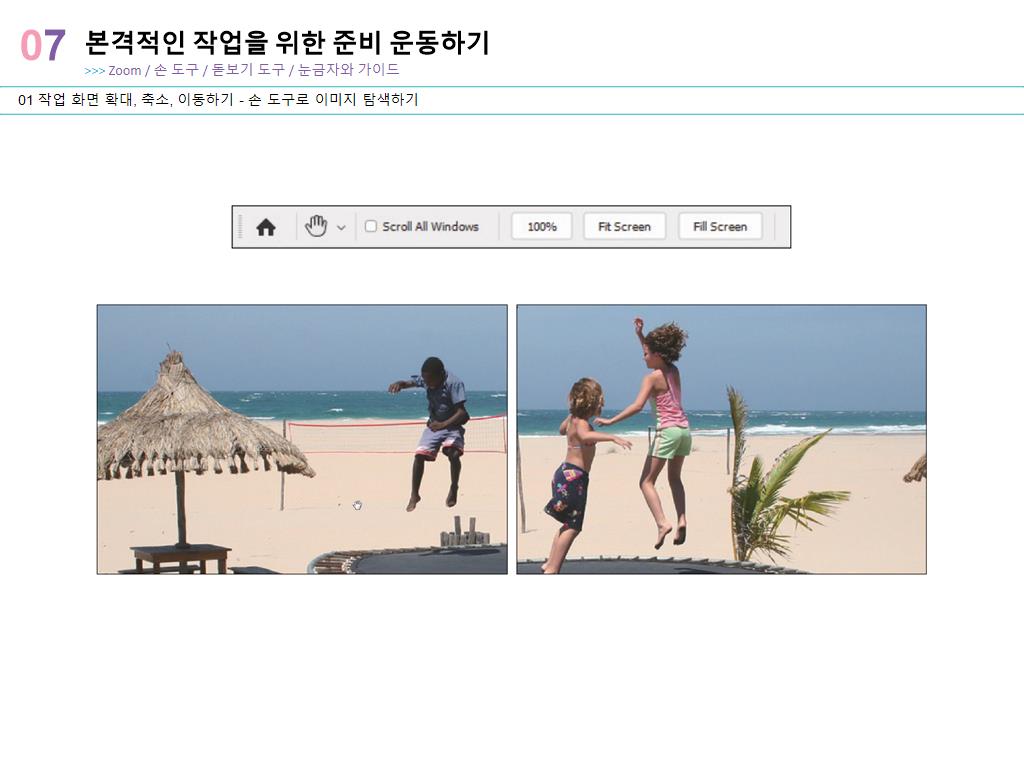 07 본격적인 작업을 위한 준비 운동하기
>>> Zoom / 손 도구 / 돋보기 도구 / 눈금자와 가이드
01 작업 화면 확대, 축소, 이동하기 - 손 도구로 이미지 탐색하기
Scroll All Windows 100% Fit Screen Fill Screen